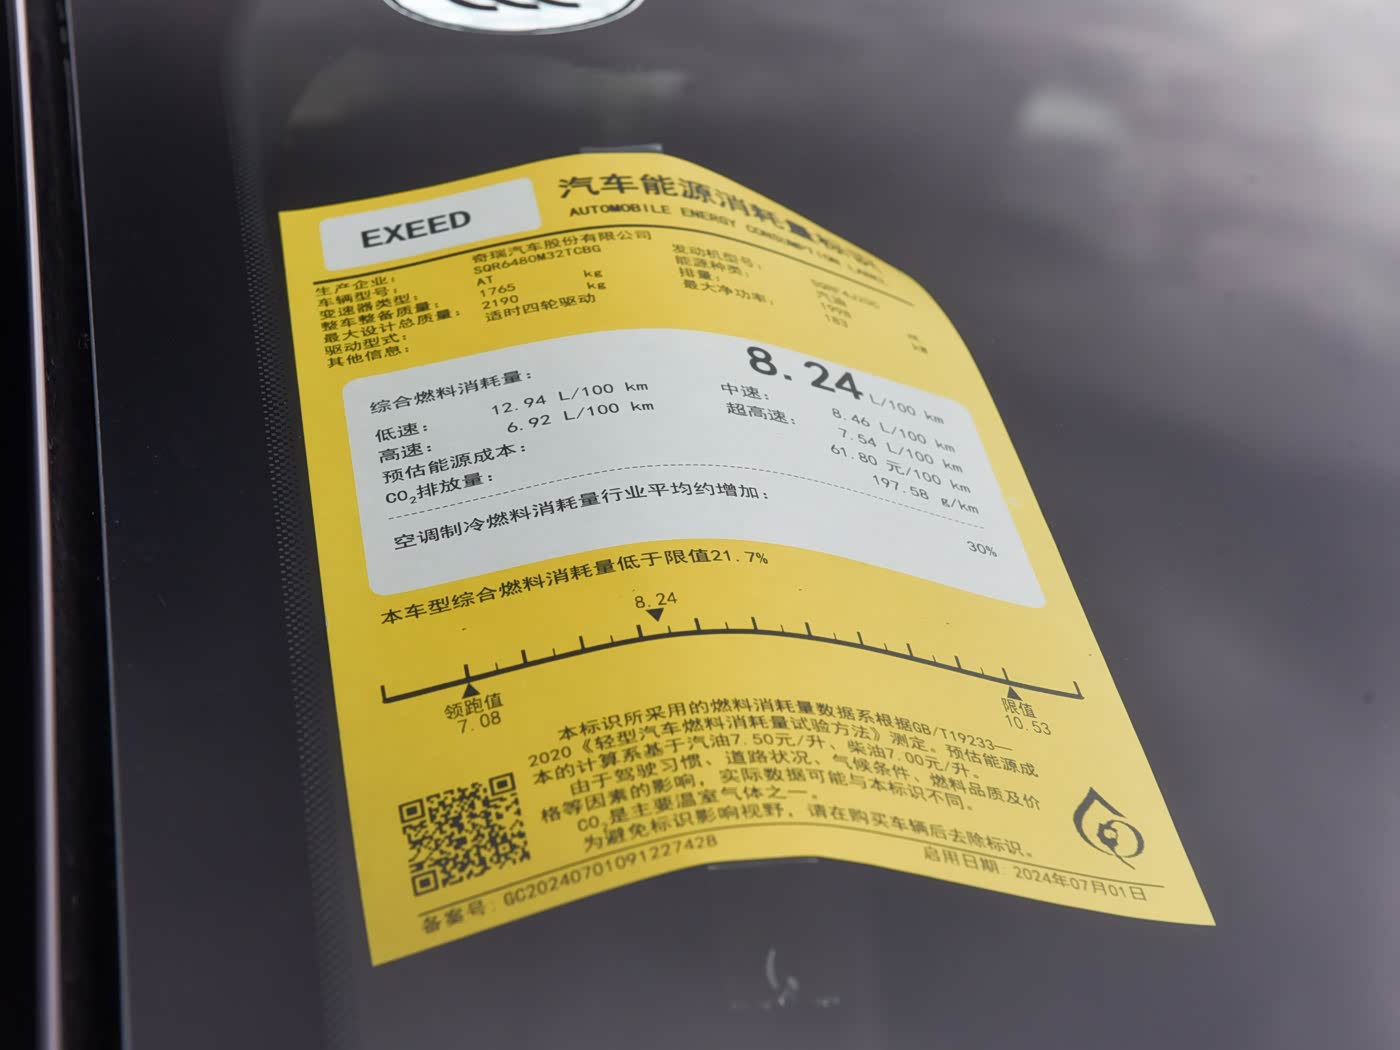 EXEED
汽车能源消耗量标识
AUTOMOBILE ENERGY CONSUMPTION LABEL
生产企业： 奇瑞汽车股份有限公司
车辆型号： SQR6480M32TCBG
变速器类型： AT
整车整备质量： 1765 kg
最大设计总质量： 2190 kg
驱动型式： 适时四轮驱动
其他信息：
发动机型号：
能源种类： 汽油
排量： 1998
最大净功率： 183
综合燃料消耗量： 8.24 L/100 km
低速： 12.94 L/100 km 中速： 8.46 L/100 km
高速： 6.92 L/100 km 超高速： 7.54 L/100 km
预估能源成本： 61.80 元/100 km
CO₂排放量： 197.58 g/km
空调制冷燃料消耗量行业平均约增加： 30%
本车型综合燃料消耗量低于限值21.7%
8.24
领跑值
7.08
限值
10.53
本标识所采用的燃料消耗量数据系根据GB/T19233—
2020《轻型汽车燃料消耗量试验方法》测定。预估能源成
本的计算系基于汽油7.50元/升、柴油7.00元/升。
由于驾驶习惯、道路状况、气候条件、燃料品质及价
格等因素的影响，实际数据可能与本标识不同。
CO₂是主要温室气体之一。
为避免标识影响视野，请在购买车辆后去除标识。
备案号：GC20240701091227428
启用日期：2024年07月01日